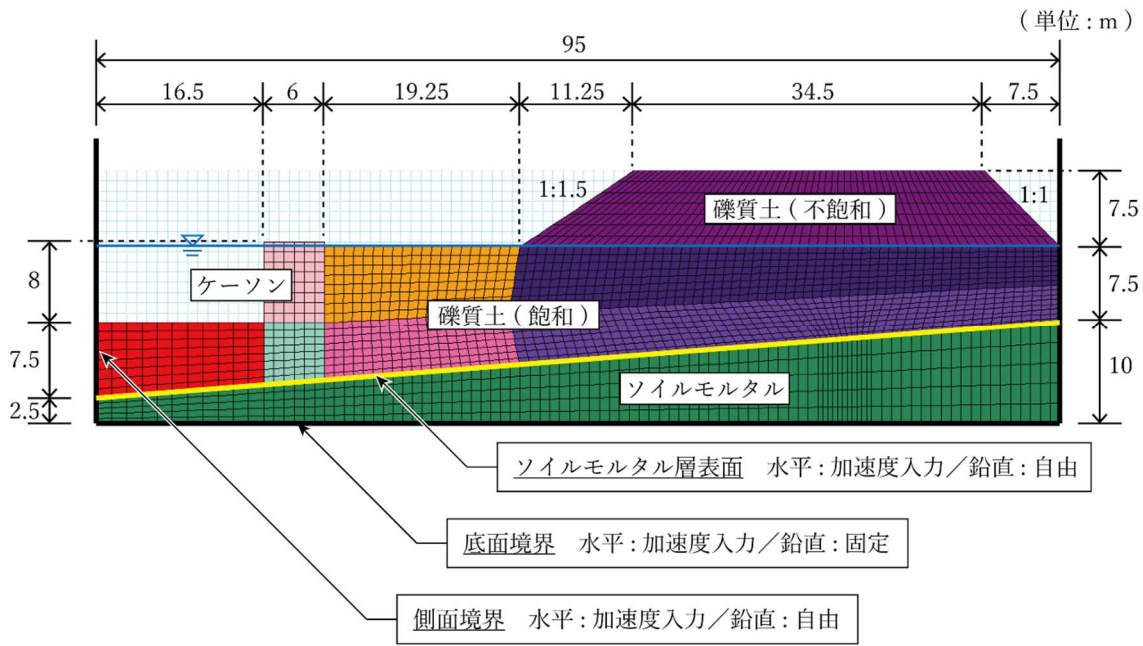 (単位:m)
95
16.5 6 19.25 11.25 34.5 7.5
1:1.5
礫質土(不飽和)
1:1
7.5
8
ケーソン
礫質土(飽和)
7.5
7.5
ソイルモルタル
10
2.5
ソイルモルタル層表面 水平:加速度入力/鉛直:自由
底面境界 水平:加速度入力/鉛直:固定
側面境界 水平:加速度入力/鉛直:自由